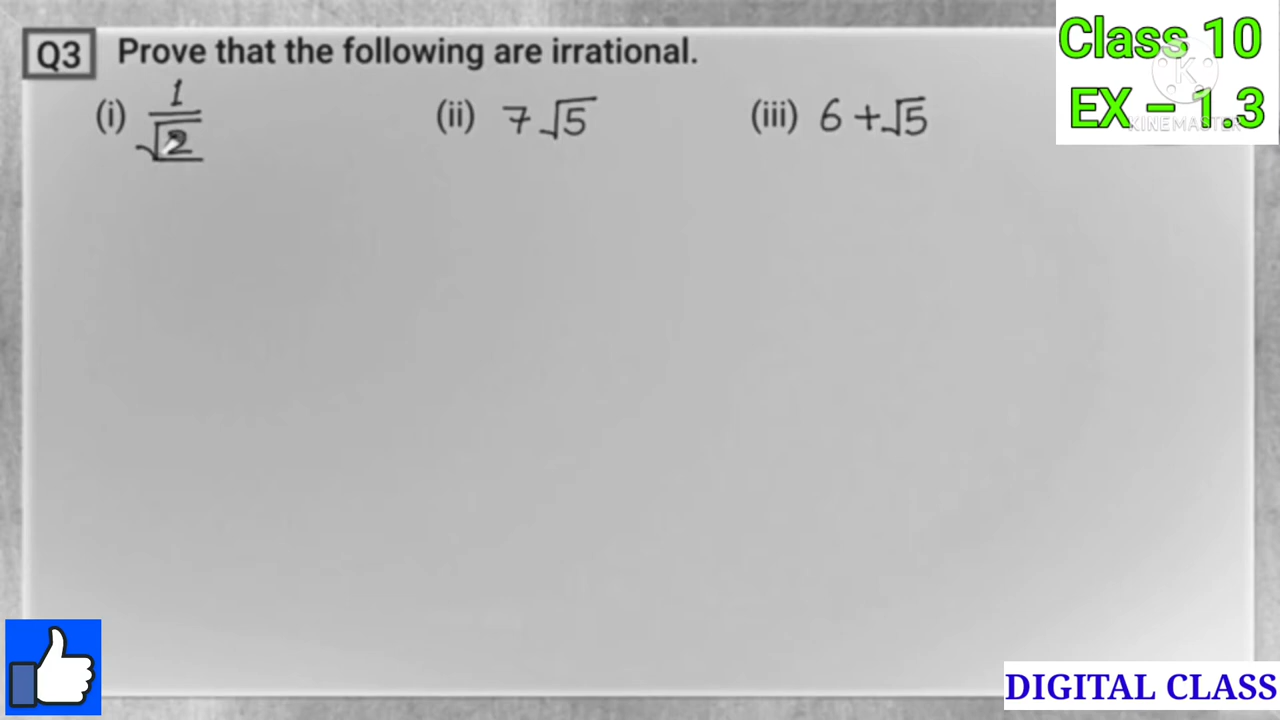 Q3 Prove that the following are irrational.
(i) 1/√2 (ii) 7√5 (iii) 6+√5
Class 10
EX – 1.3
KINEMASTER
DIGITAL CLASS